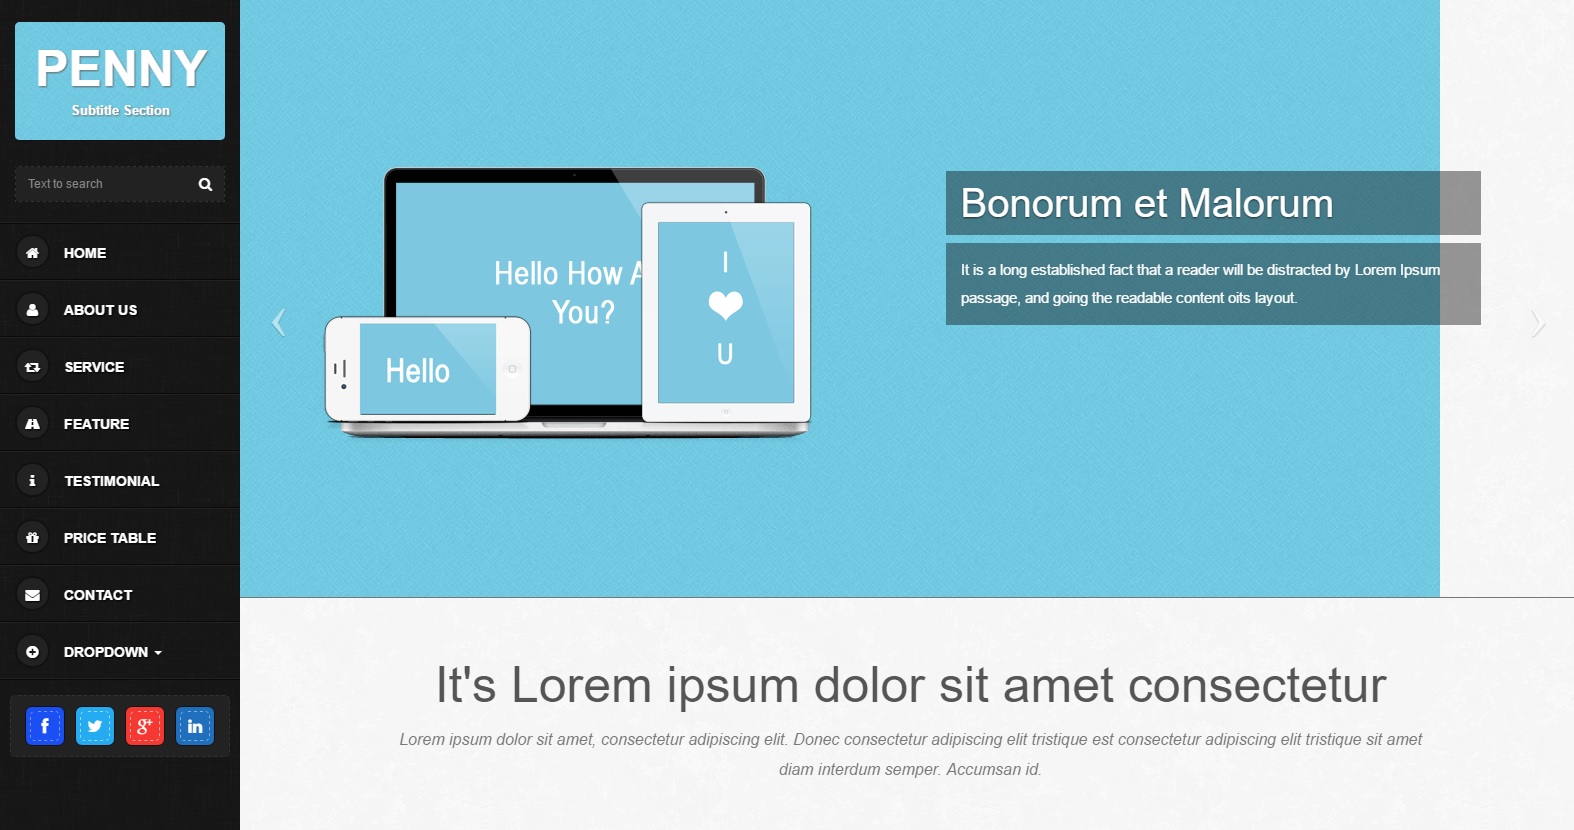 PENNY
Subtitle Section
Text to search
HOME
ABOUT US
SERVICE
FEATURE
TESTIMONIAL
PRICE TABLE
CONTACT
DROPDOWN
f
g+
in
Hello How A
You?
Hello
I
U
Bonorum et Malorum
It is a long established fact that a reader will be distracted by Lorem Ipsum
passage, and going the readable content oits layout.
It's Lorem ipsum dolor sit amet consectetur
Lorem ipsum dolor sit amet, consectetur adipiscing elit. Donec consectetur adipiscing elit tristique est consectetur adipiscing elit tristique sit amet
diam interdum semper. Accumsan id.